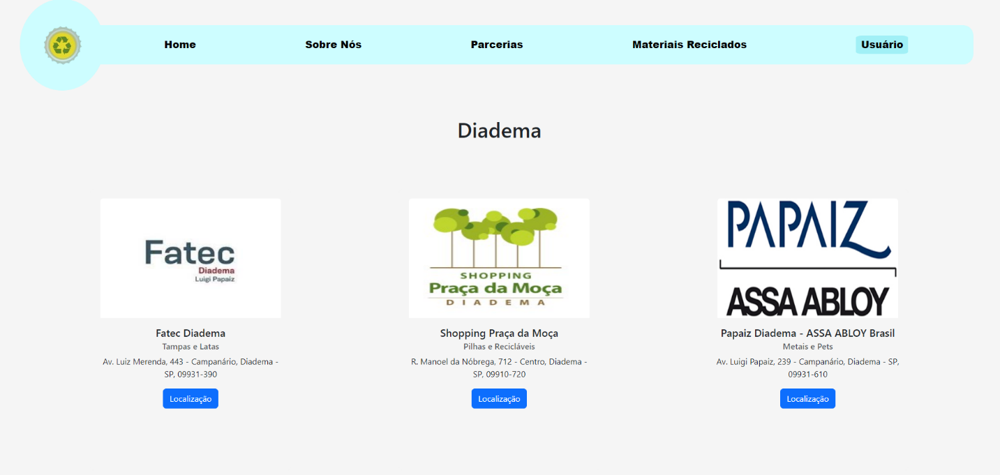 Home
Sobre Nós
Parcerias
Materiais Reciclados
Usuário
Diadema
Fatec
Diadema
Luigi Papaiz
SHOPPING
Praça da Moça
DIADEMA
PAPAIZ
ASSA ABLOY
Fatec Diadema
Tampas e Latas
Av. Luiz Merenda, 443 - Campanário, Diadema -
SP, 09931-390
Localização
Shopping Praça da Moça
Pilhas e Recicláveis
R. Manoel da Nóbrega, 712 - Centro, Diadema -
SP, 09910-720
Localização
Papaiz Diadema - ASSA ABLOY Brasil
Metais e Pets
Av. Luigi Papaiz, 239 - Campanário, Diadema - SP,
09931-610
Localização